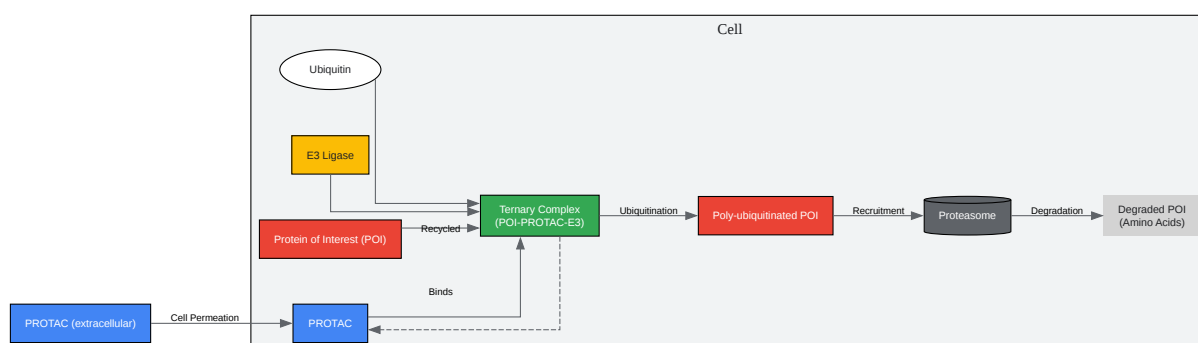 Cell
Ubiquitin
E3 Ligase
Protein of Interest (POI)
Recycled
Ternary Complex
(POI-PROTAC-E3)
Ubiquitination
Poly-ubiquitinated POI
Recruitment
Proteasome
Degradation
Degraded POI
(Amino Acids)
Binds
PROTAC (extracellular)
Cell Permeation
PROTAC